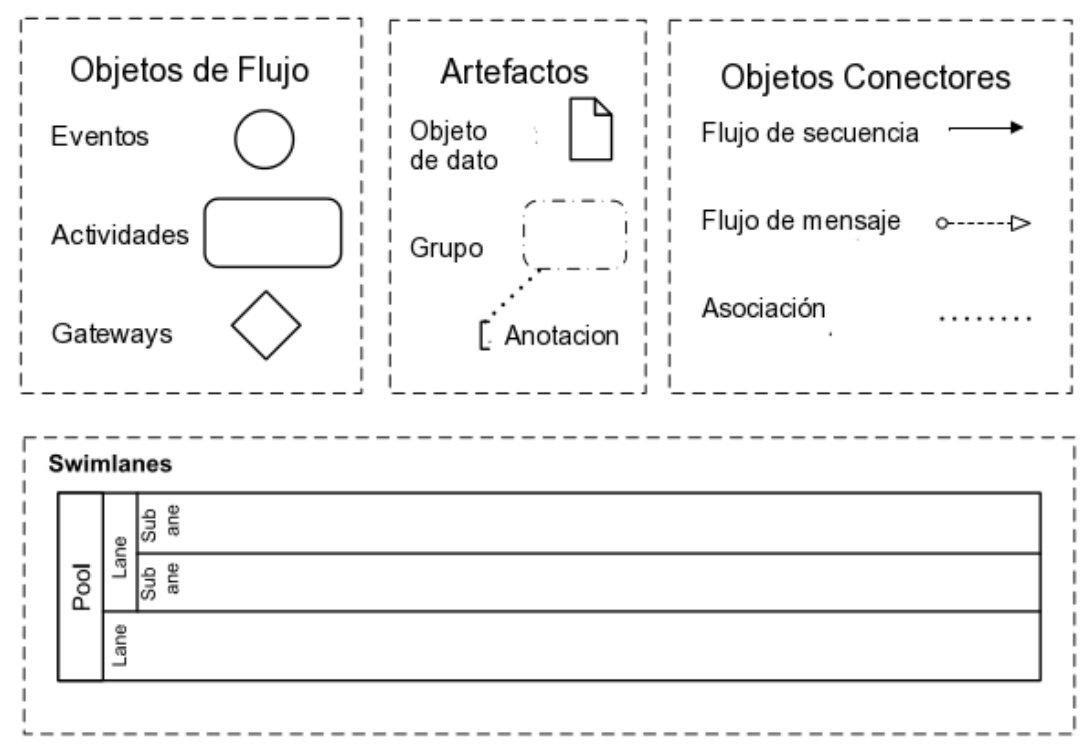 Objetos de Flujo
Eventos
Actividades
Gateways
Artefactos
Objeto
de dato
Grupo
Anotacion
Objetos Conectores
Flujo de secuencia
Flujo de mensaje
Asociación
Swimlanes
Pool
Lane
Sub
ane
Sub
ane
Lane